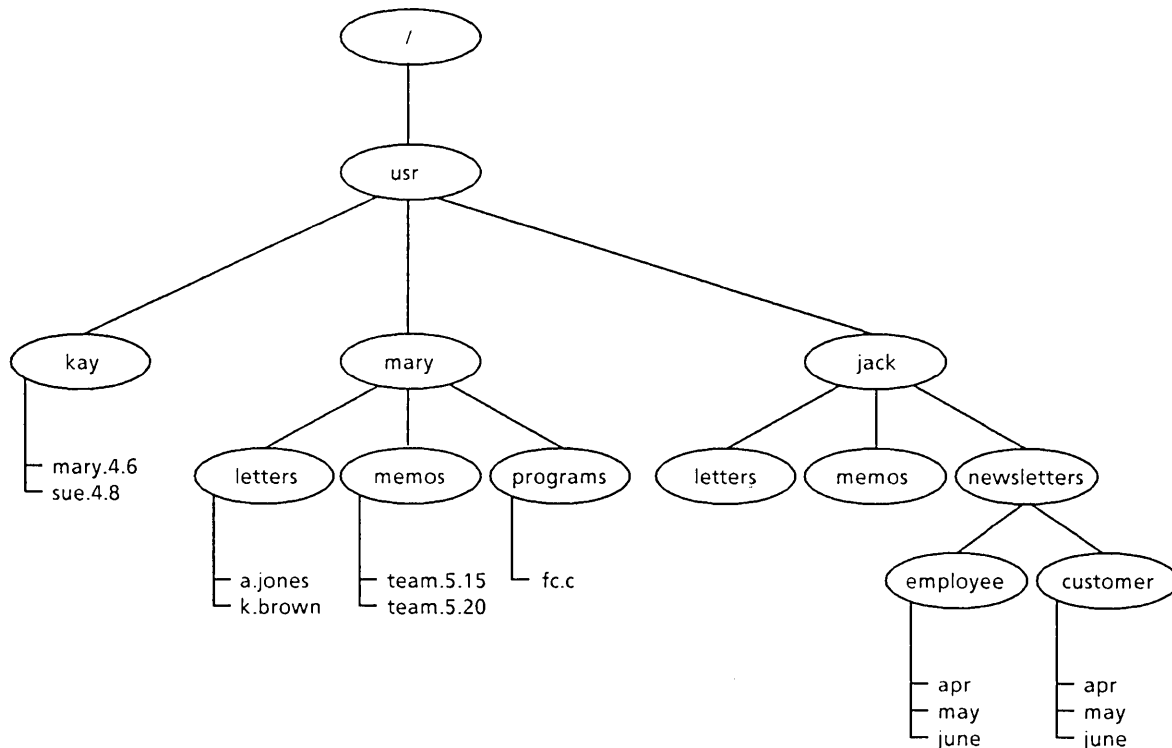 /
usr
kay
mary
jack
mary.4.6
sue.4.8
letters
memos
programs
letters
memos
newsletters
a.jones
k.brown
team.5.15
team.5.20
fc.c
employee
customer
apr
may
june
apr
may
june